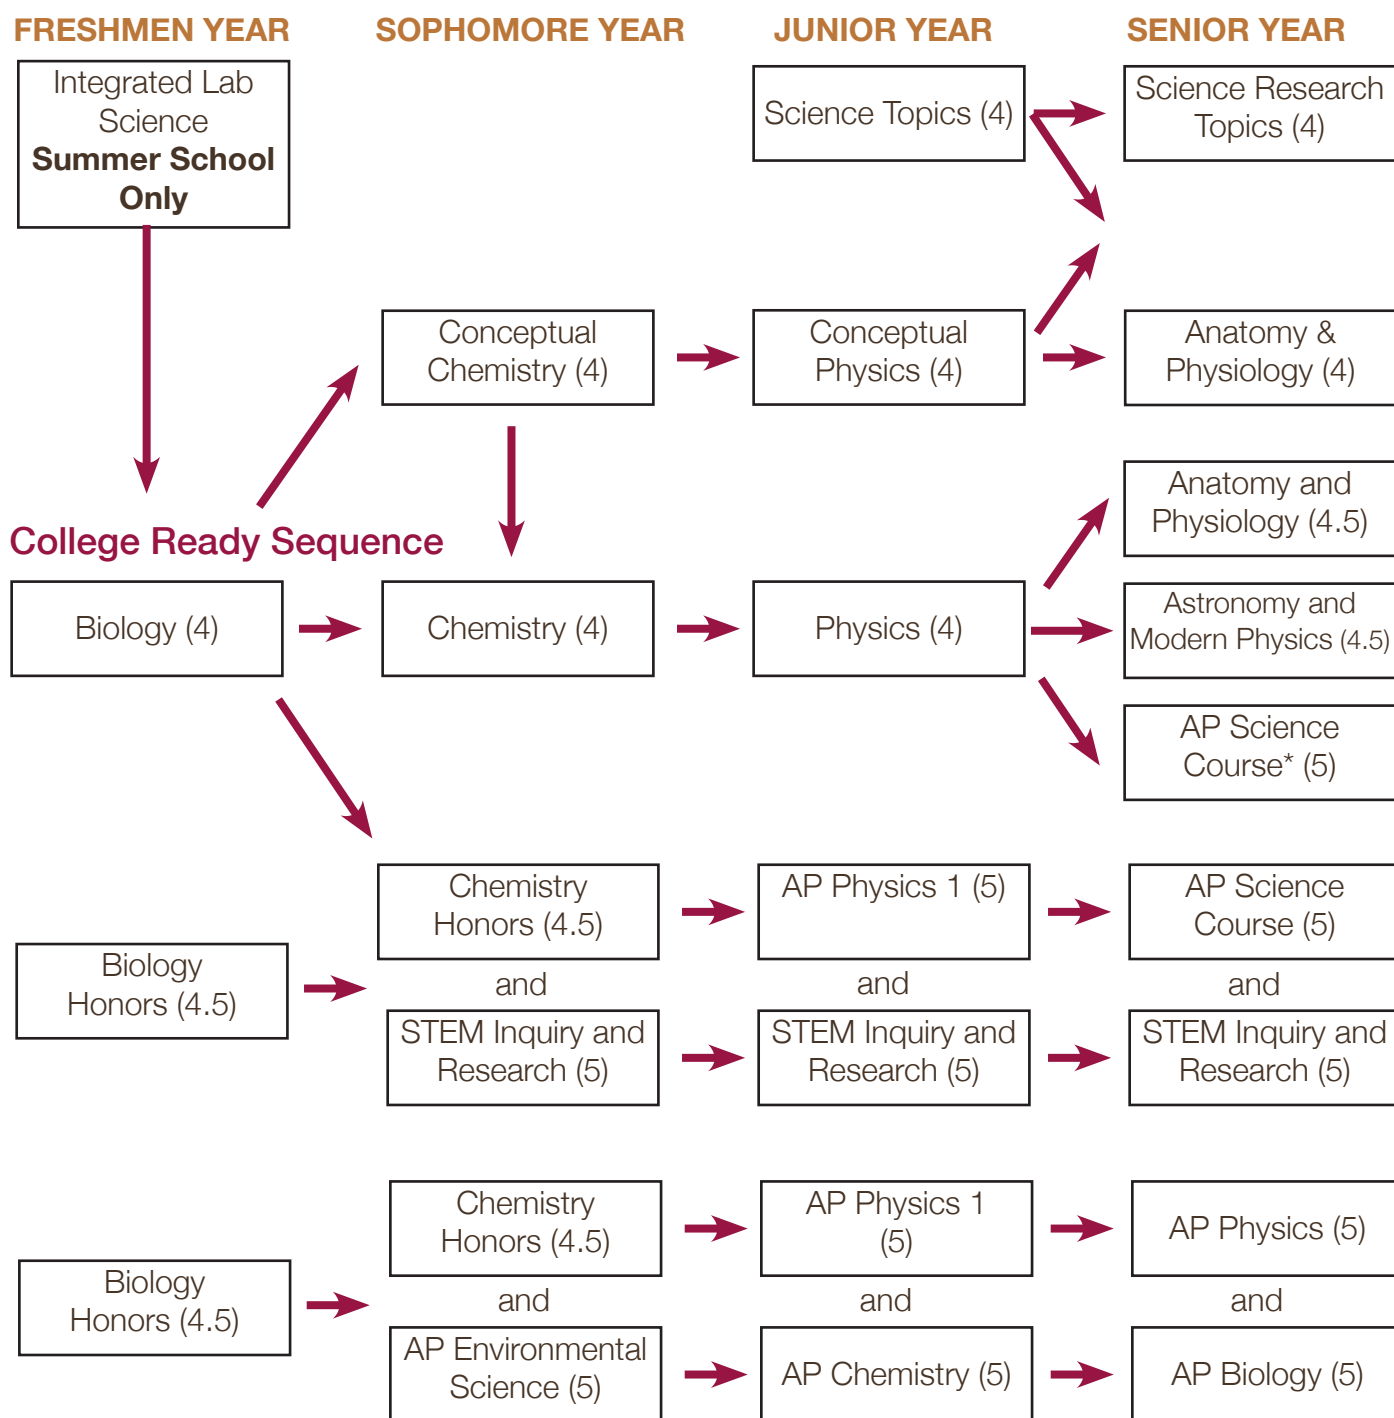 FRESHMEN YEAR
SOPHOMORE YEAR
JUNIOR YEAR
SENIOR YEAR
Integrated Lab
Science
Summer School
Only
Science Topics (4)
Science Research
Topics (4)
Conceptual
Chemistry (4)
Conceptual
Physics (4)
Anatomy &
Physiology (4)
Anatomy and
Physiology (4.5)
College Ready Sequence
Biology (4)
Chemistry (4)
Physics (4)
Astronomy and
Modern Physics (4.5)
AP Science
Course* (5)
Biology
Honors (4.5)
Chemistry
Honors (4.5)
and
STEM Inquiry and
Research (5)
AP Physics 1 (5)
and
STEM Inquiry and
Research (5)
AP Science
Course (5)
and
STEM Inquiry and
Research (5)
Biology
Honors (4.5)
Chemistry
Honors (4.5)
and
AP Environmental
Science (5)
AP Physics 1
(5)
and
AP Chemistry (5)
AP Physics (5)
and
AP Biology (5)